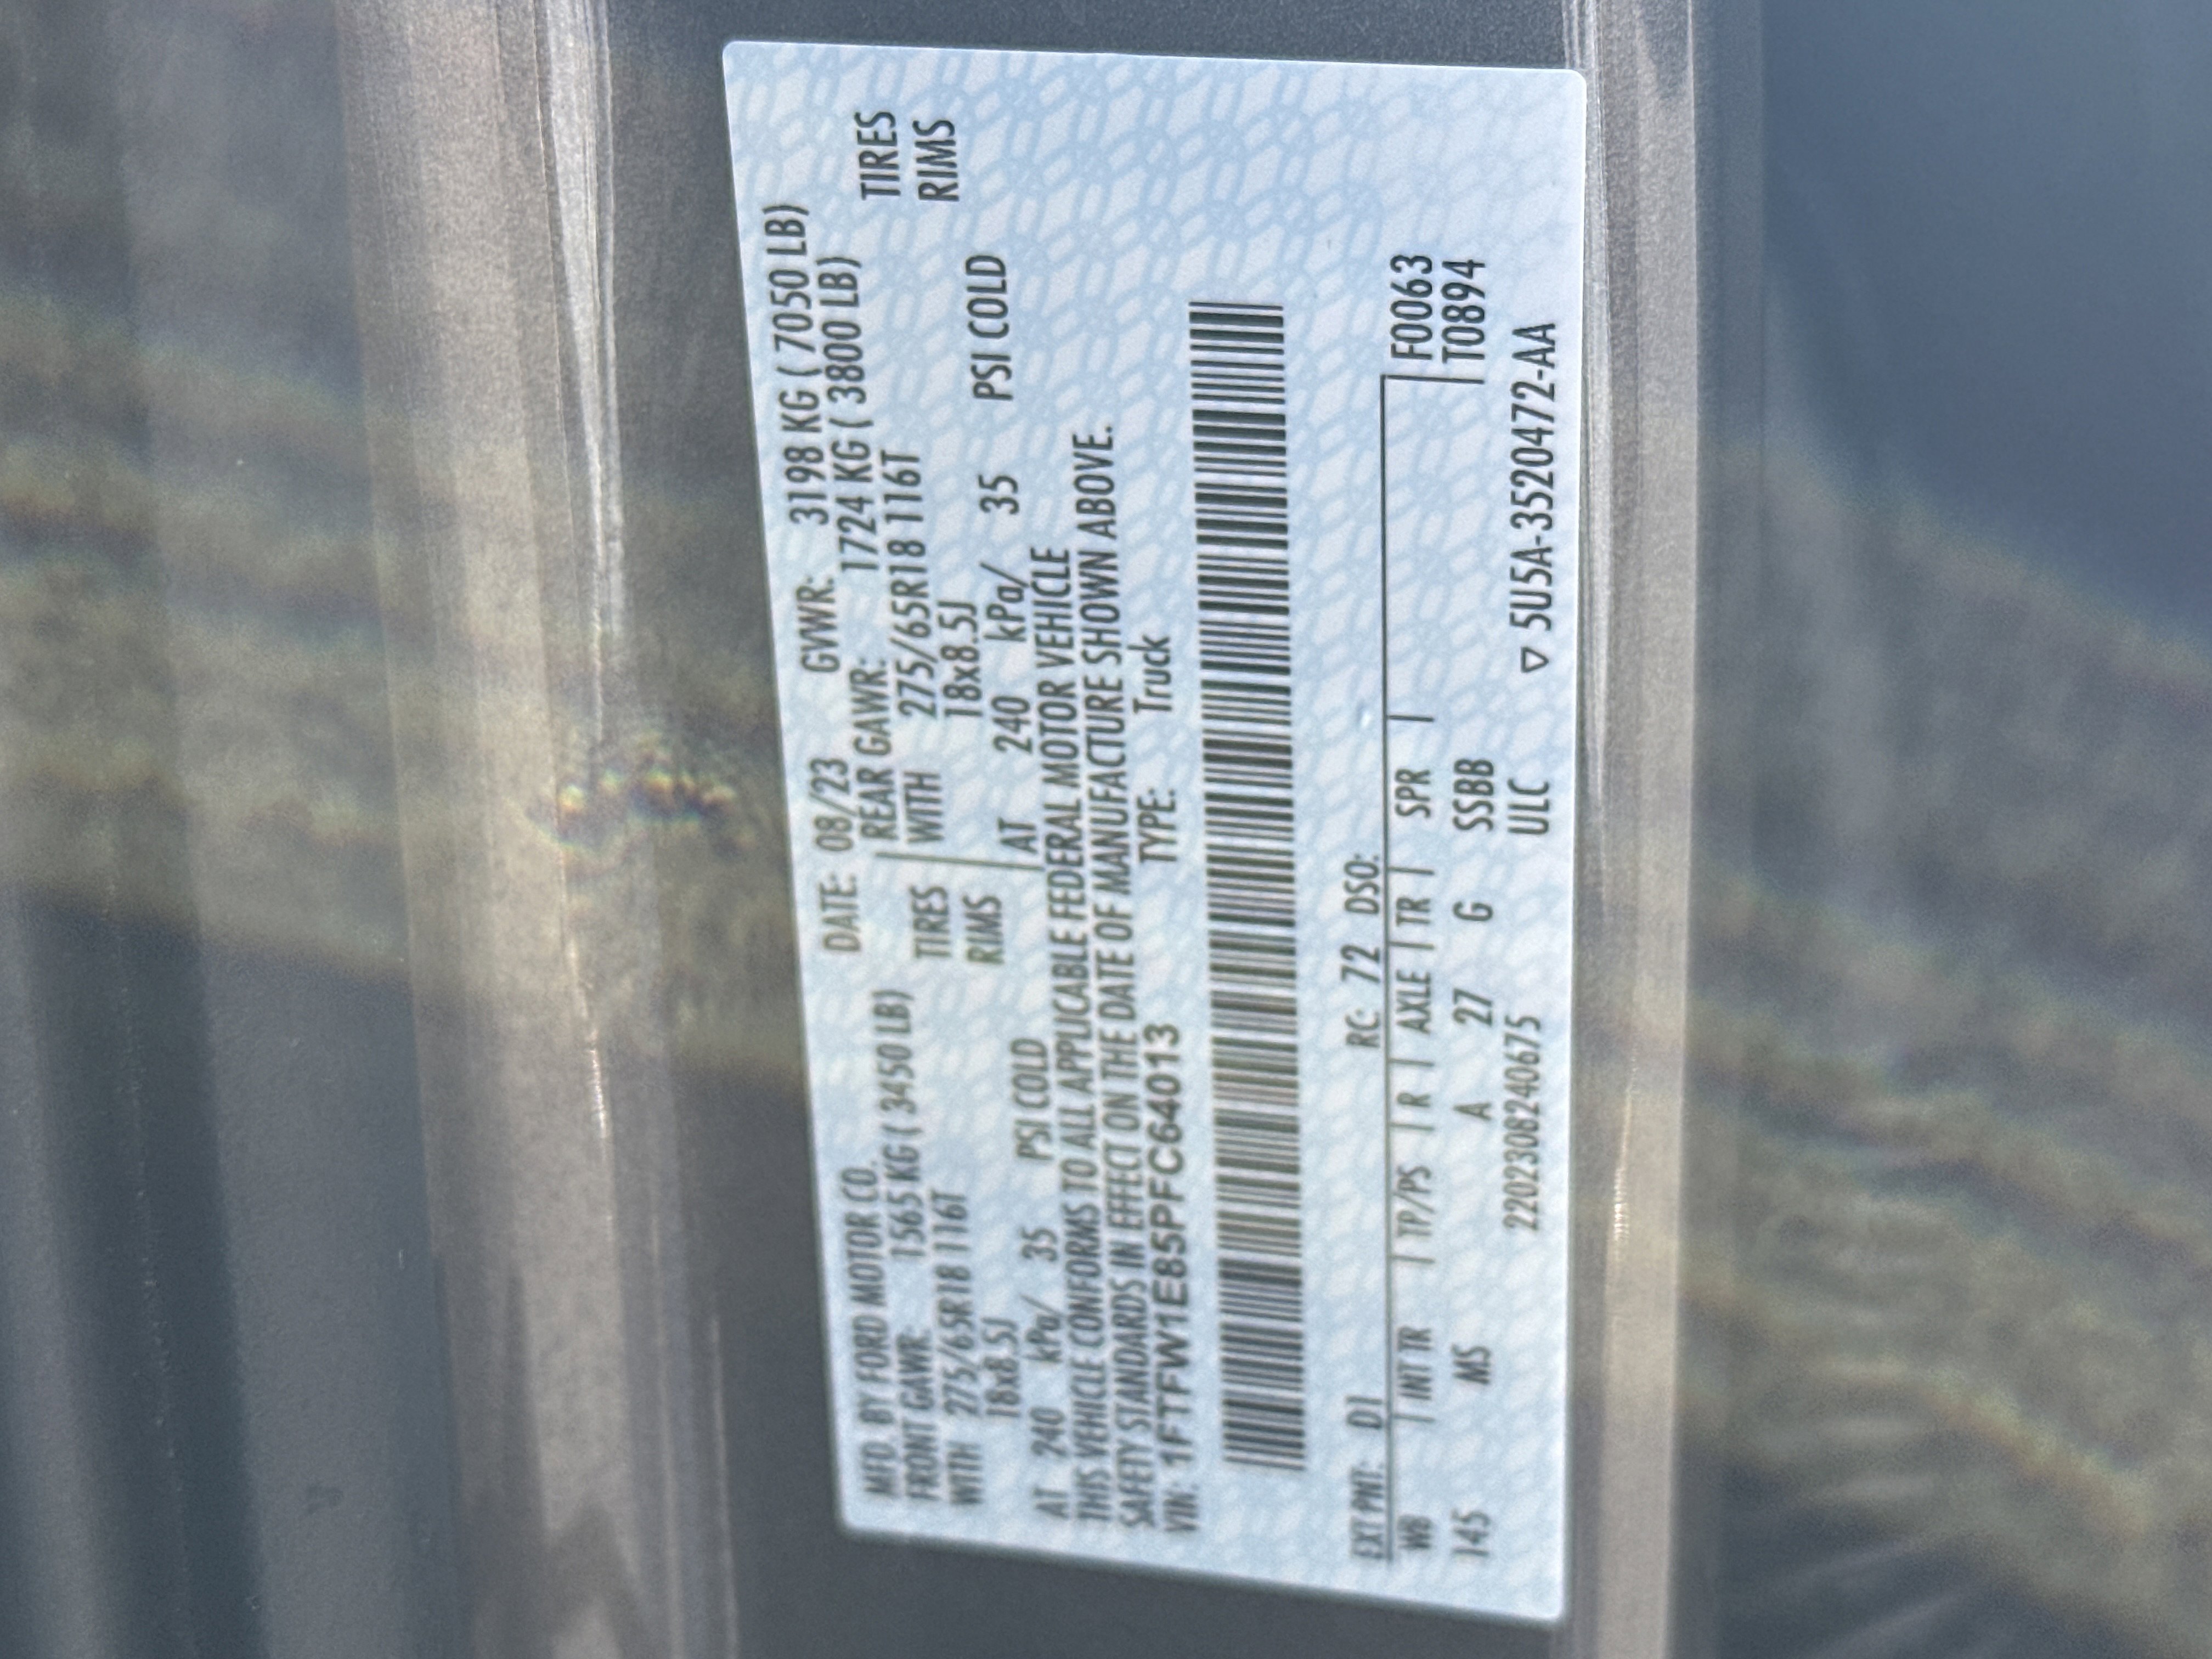 MFD. BY FORD MOTOR CO. DATE: 08/23 GVWR: 3198 KG ( 7050 LB)
FRONT GAWR: 1565 KG ( 3450 LB) REAR GAWR: 1724 KG ( 3800 LB)
WITH 275/65R18 116T TIRES WITH 275/65R18 116T TIRES
18x8.5J RIMS 18x8.5J RIMS
AT 240 kPa/ 35 PSI COLD AT 240 kPa/ 35 PSI COLD
THIS VEHICLE CONFORMS TO ALL APPLICABLE FEDERAL MOTOR VEHICLE
SAFETY STANDARDS IN EFFECT ON THE DATE OF MANUFACTURE SHOWN ABOVE.
VIN: 1FTFW1E85PFC64013 TYPE: Truck
EXT PNT: D1 RC: 72 DSO:
WB | INT TR | TP/PS | R | AXLE | TR | SPR | F0063
145 MS A 27 G SSBB T0894
2202308240675 ULC ▽ 5U5A-3520472-AA